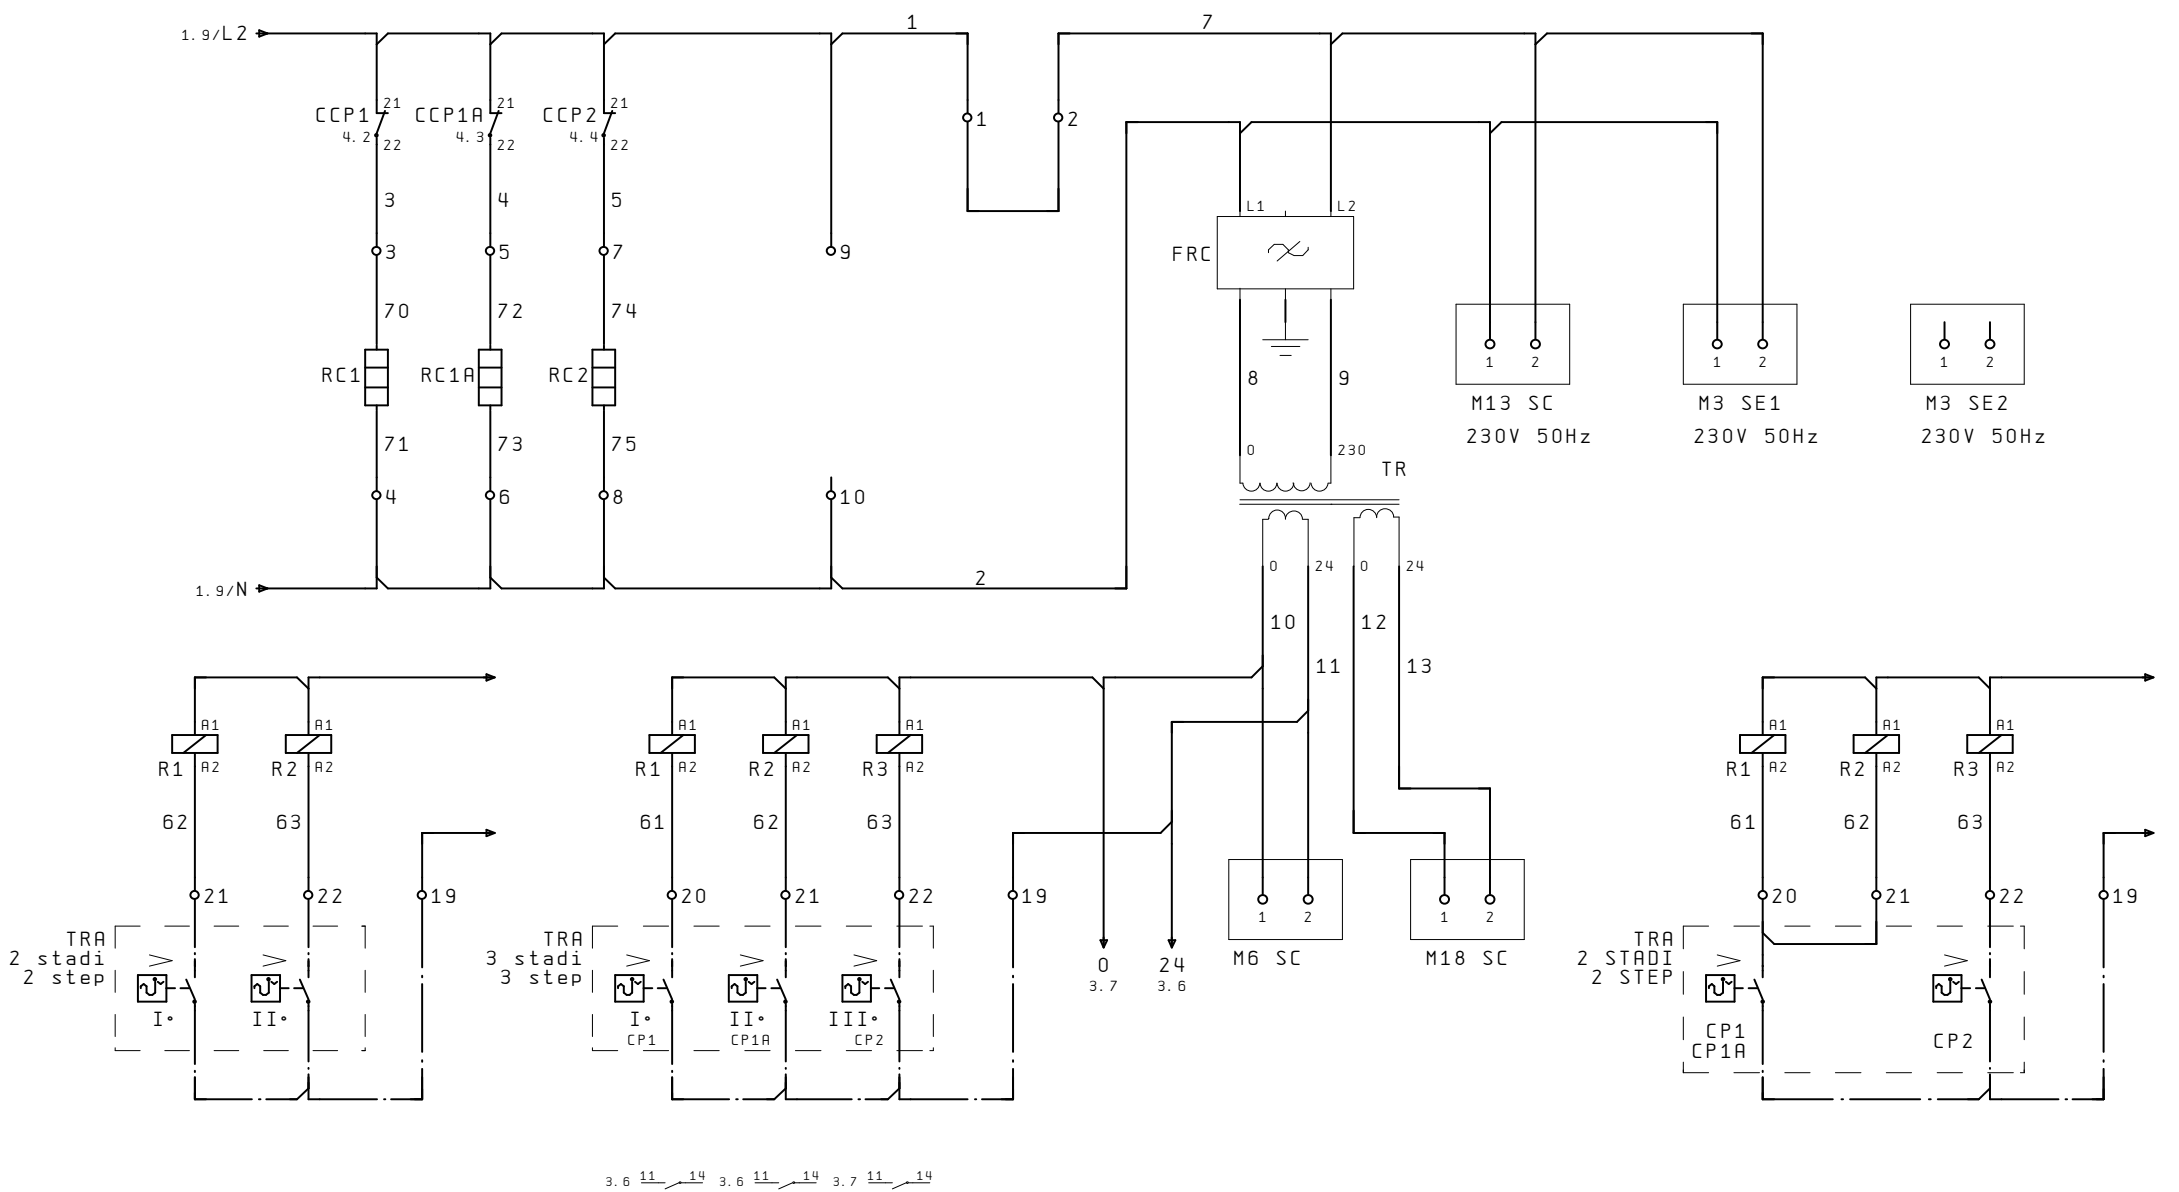 1.9/L2
1
7
CCP1
4.2
21
22
CCP1A
4.3
21
22
CCP2
4.4
21
22
1
2
3
4
5
L1
L2
3
5
7
9
FRC
70
72
74
RC1
RC1A
RC2
8
9
1
2
1
2
1
2
M13 SC
230V 50Hz
M3 SE1
230V 50Hz
M3 SE2
230V 50Hz
71
73
75
0
230
TR
4
6
8
10
0
24
0
24
1.9/N
2
10
12
11
13
A1
R1
A2
A1
R2
A2
A1
R1
A2
A1
R2
A2
A1
R3
A2
A1
R1
A2
A1
R2
A2
A1
R3
A2
62
63
61
62
63
61
62
63
21
22
19
20
21
22
19
1
2
1
2
20
21
22
19
TRA
2 stadi
2 step
I°
II°
TRA
3 stadi
3 step
I°
CP1
II°
CP1A
III°
CP2
0
3.7
24
3.6
M6 SC
M18 SC
TRA
2 STADI
2 STEP
CP1
CP1A
CP2
3.6 11 14
3.6 11 14
3.7 11 14